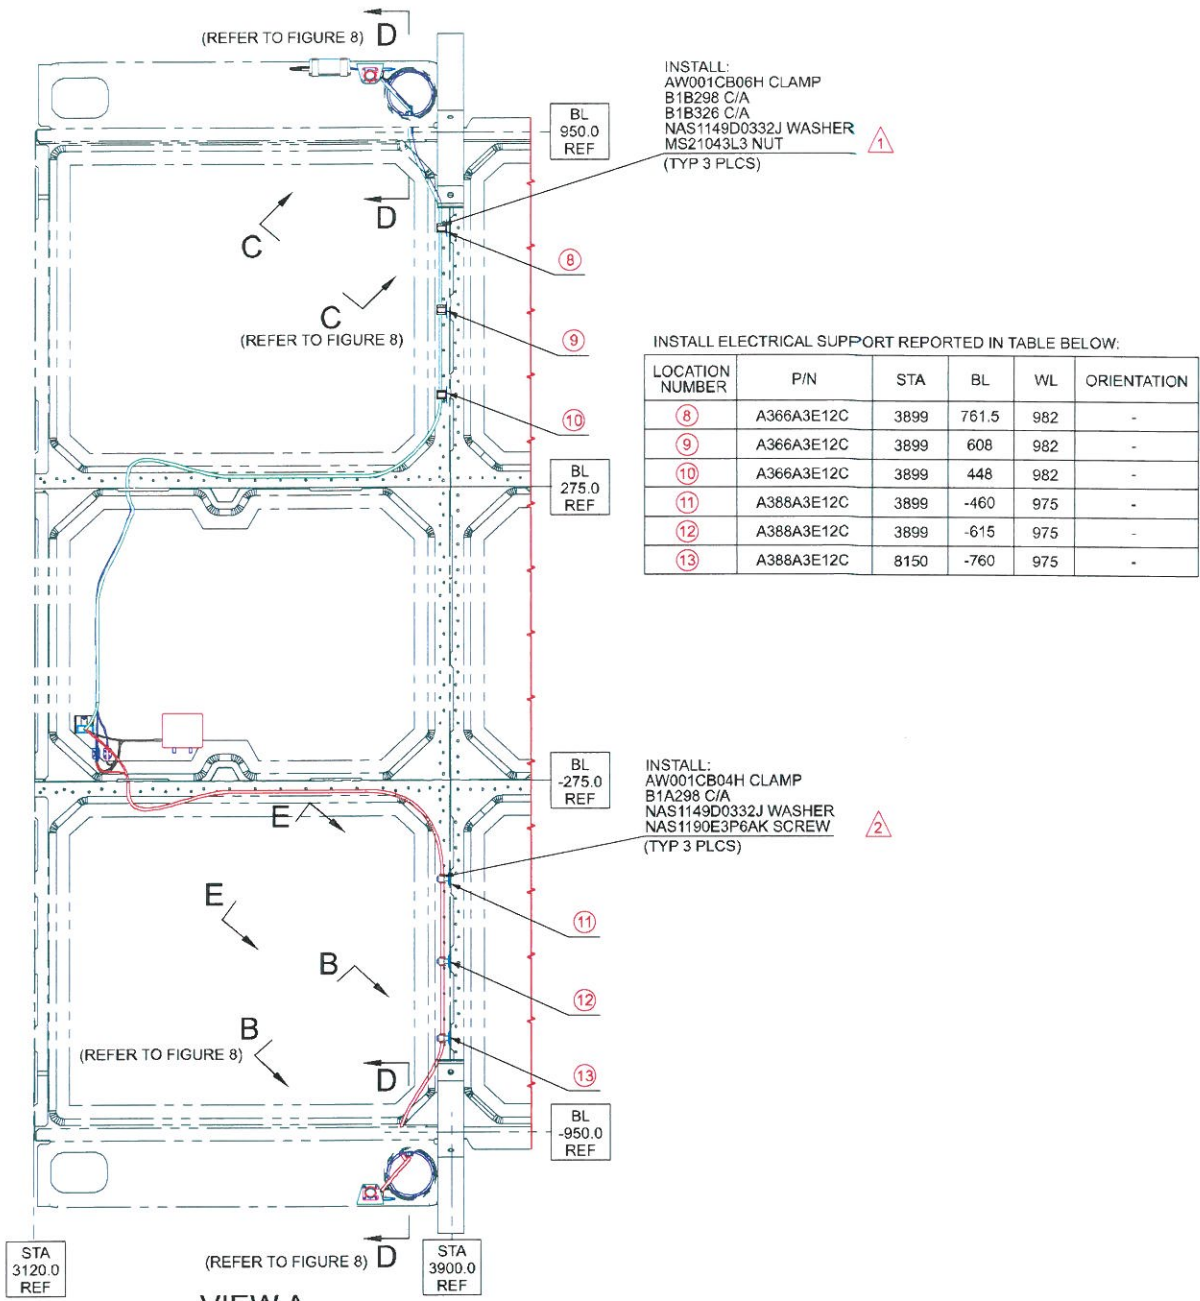 (REFER TO FIGURE 8) D
INSTALL:
AW001CB06H CLAMP
B1B298 C/A
B1B326 C/A
NAS1149D0332J WASHER
MS21043L3 NUT
(TYP 3 PLCS)
1
BL
950.0
REF
D
C
8
C
(REFER TO FIGURE 8)
9
10
INSTALL ELECTRICAL SUPPORT REPORTED IN TABLE BELOW:
LOCATION NUMBER P/N STA BL WL ORIENTATION
8 A366A3E12C 3899 761.5 982 -
9 A366A3E12C 3899 608 982 -
10 A366A3E12C 3899 448 982 -
11 A388A3E12C 3899 -460 975 -
12 A388A3E12C 3899 -615 975 -
13 A388A3E12C 8150 -760 975 -
BL
275.0
REF
BL
-275.0
REF
INSTALL:
AW001CB04H CLAMP
B1A298 C/A
NAS1149D0332J WASHER
NAS1190E3P6AK SCREW
(TYP 3 PLCS)
2
E
E
11
B
12
B
(REFER TO FIGURE 8)
D
13
BL
-950.0
REF
(REFER TO FIGURE 8) D
STA
3120.0
REF
STA
3900.0
REF
VIEW A